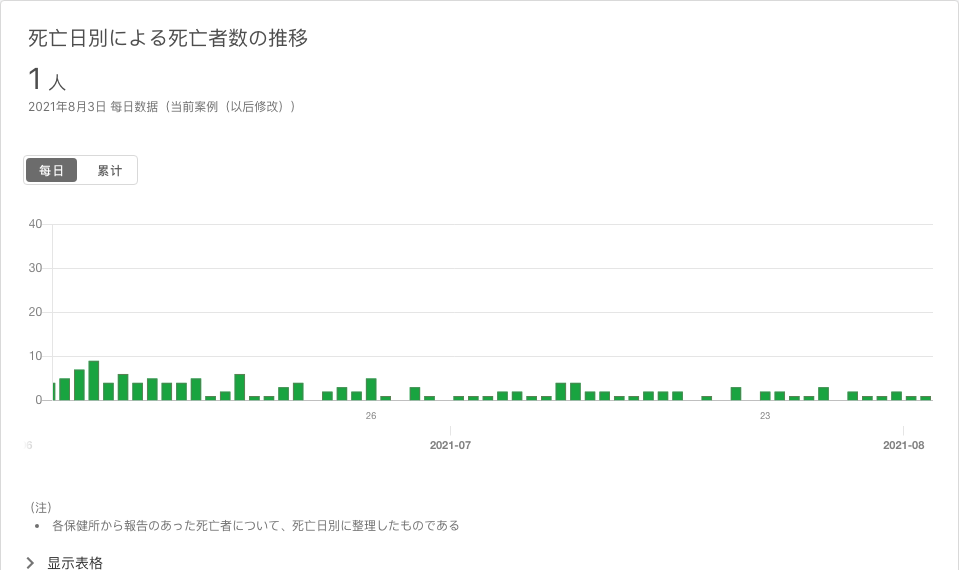 死亡日別による死亡者数の推移
1 人
2021年8月3日 每日数据（当前案例（以后修改））
每日 累计
40
30
20
10
0
26 23
6 2021-07 2021-08
（注）
• 各保健所から報告のあった死亡者について、死亡日別に整理したものである
显示表格